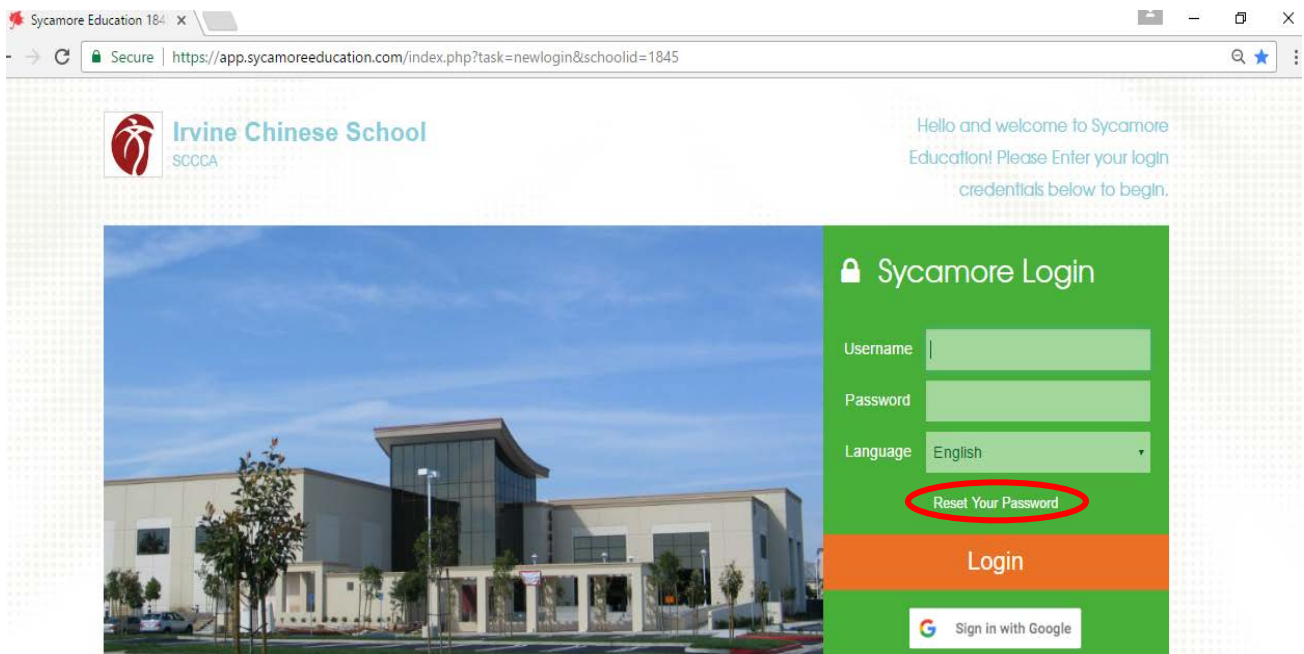 Sycamore Education 184
Secure | https://app.sycamoreeducation.com/index.php?task=newlogin&schoolid=1845
Irvine Chinese School
SCCCA
Hello and welcome to Sycamore
Education! Please Enter your login
credentials below to begin.
Sycamore Login
Username
Password
Language English
Reset Your Password
Login
G Sign in with Google